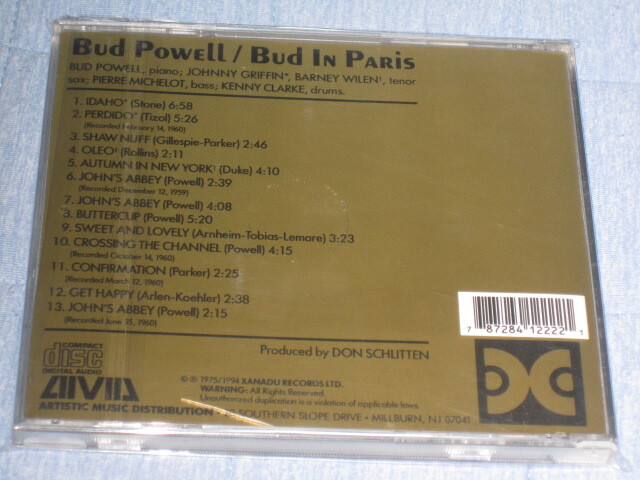 Bud Powell / Bud In Paris
BUD POWELL, piano; JOHNNY GRIFFIN*, BARNEY WILEN†, tenor
sax; PIERRE MICHELOT, bass; KENNY CLARKE, drums.
1. IDAHO* (Stone) 6:58
2. PERDIDO* (Tizol) 5:26
(Recorded February 14, 1960)
3. SHAW NUFF (Gillespie-Parker) 2:46
4. OLEO† (Rollins) 2:11
5. AUTUMN IN NEW YORK† (Duke) 4:10
6. JOHN'S ABBEY (Powell) 2:39
(Recorded December 12, 1959)
7. JOHN'S ABBEY (Powell) 4:08
8. BUTTERCUP (Powell) 5:20
9. SWEET AND LOVELY (Arnheim-Tobias-Lemare) 3:23
10. CROSSING THE CHANNEL (Powell) 4:15
(Recorded October 14, 1960)
11. CONFIRMATION (Parker) 2:25
(Recorded March 12, 1960)
12. GET HAPPY (Arlen-Koehler) 2:38
13. JOHN'S ABBEY (Powell) 2:15
(Recorded June 15, 1960)
7 87284 12222 1
Produced by DON SCHLITTEN
COMPACT
disc
DIGITAL AUDIO
© ℗ 1975/1994 XANADU RECORDS LTD.
WARNING: All Rights Reserved.
Unauthorized duplication is a violation of applicable laws.
AMD
ARTISTIC MUSIC DISTRIBUTION • SOUTHERN SLOPE DRIVE • MILLBURN, NJ 07041